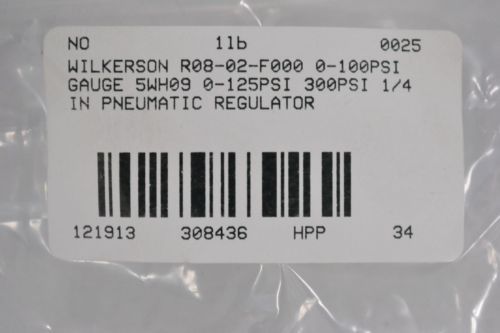 NO 11b 0025
WILKERSON R08-02-F000 0-100PSI
GAUGE 5WH09 0-125PSI 300PSI 1/4
IN PNEUMATIC REGULATOR
121913 308436 HPP 34